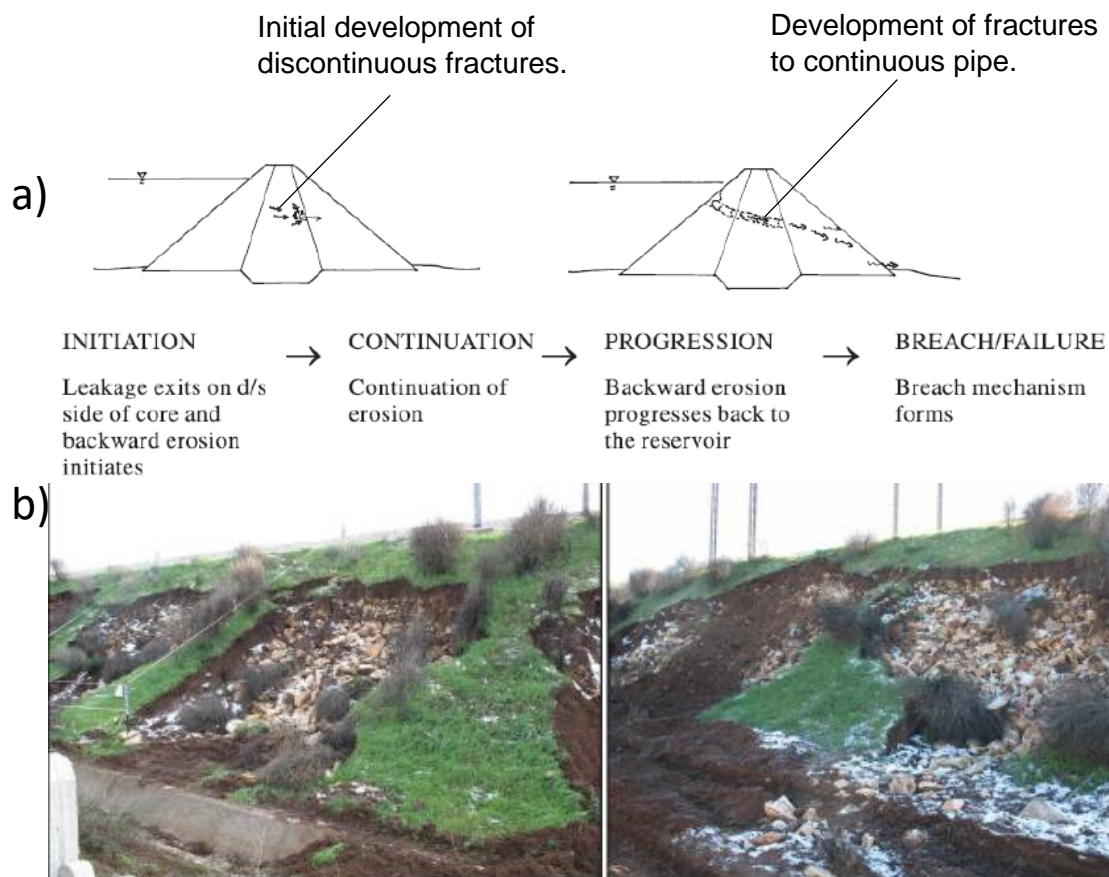 Initial development of
discontinuous fractures.
Development of fractures
to continuous pipe.
a)
INITIATION → CONTINUATION → PROGRESSION → BREACH/FAILURE
Leakage exits on d/s
side of core and
backward erosion
initiates
Continuation of
erosion
Backward erosion
progresses back to
the reservoir
Breach mechanism
forms
b)